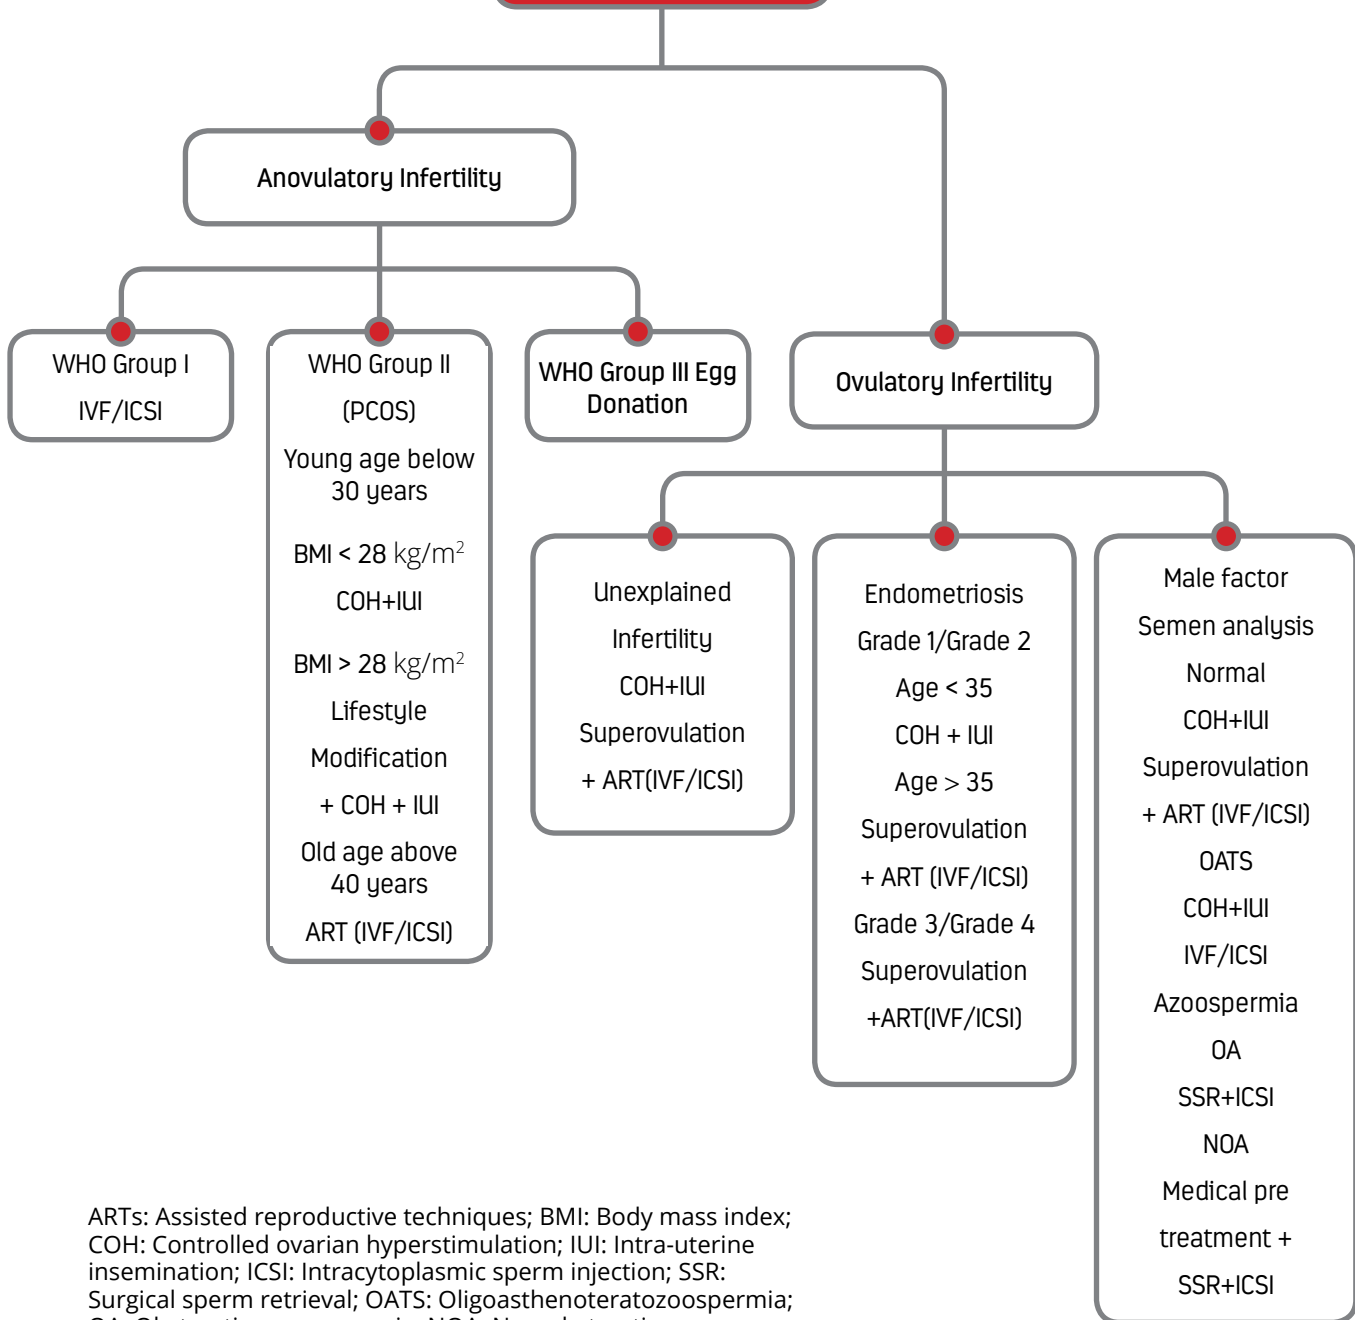 Anovulatory Infertility
WHO Group I
IVF/ICSI
WHO Group II
(PCOS)
Young age below
30 years
BMI < 28 kg/m²
COH+IUI
BMI > 28 kg/m²
Lifestyle
Modification
+ COH + IUI
Old age above
40 years
ART (IVF/ICSI)
WHO Group III Egg
Donation
Ovulatory Infertility
Unexplained
Infertility
COH+IUI
Superovulation
+ ART(IVF/ICSI)
Endometriosis
Grade 1/Grade 2
Age < 35
COH + IUI
Age > 35
Superovulation
+ ART (IVF/ICSI)
Grade 3/Grade 4
Superovulation
+ART(IVF/ICSI)
Male factor
Semen analysis
Normal
COH+IUI
Superovulation
+ ART (IVF/ICSI)
OATS
COH+IUI
IVF/ICSI
Azoospermia
OA
SSR+ICSI
NOA
Medical pre
treatment +
SSR+ICSI
ARTs: Assisted reproductive techniques; BMI: Body mass index;
COH: Controlled ovarian hyperstimulation; IUI: Intra-uterine
insemination; ICSI: Intracytoplasmic sperm injection; SSR:
Surgical sperm retrieval; OATS: Oligoasthenoteratozoospermia;